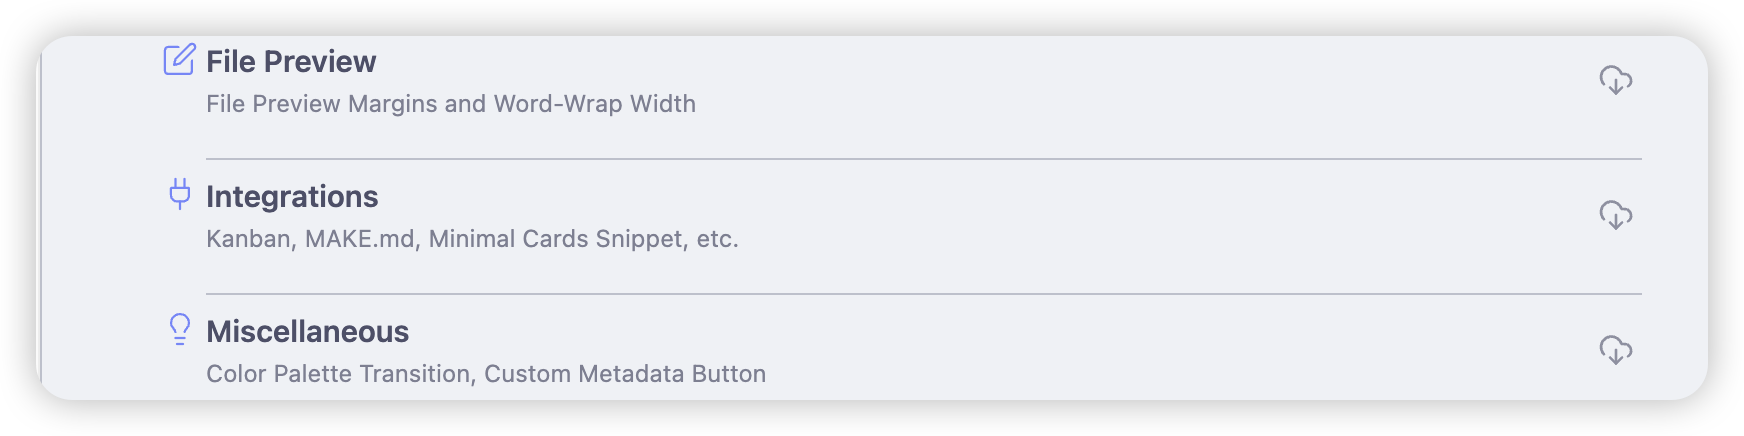 File Preview
File Preview Margins and Word-Wrap Width
Integrations
Kanban, MAKE.md, Minimal Cards Snippet, etc.
Miscellaneous
Color Palette Transition, Custom Metadata Button